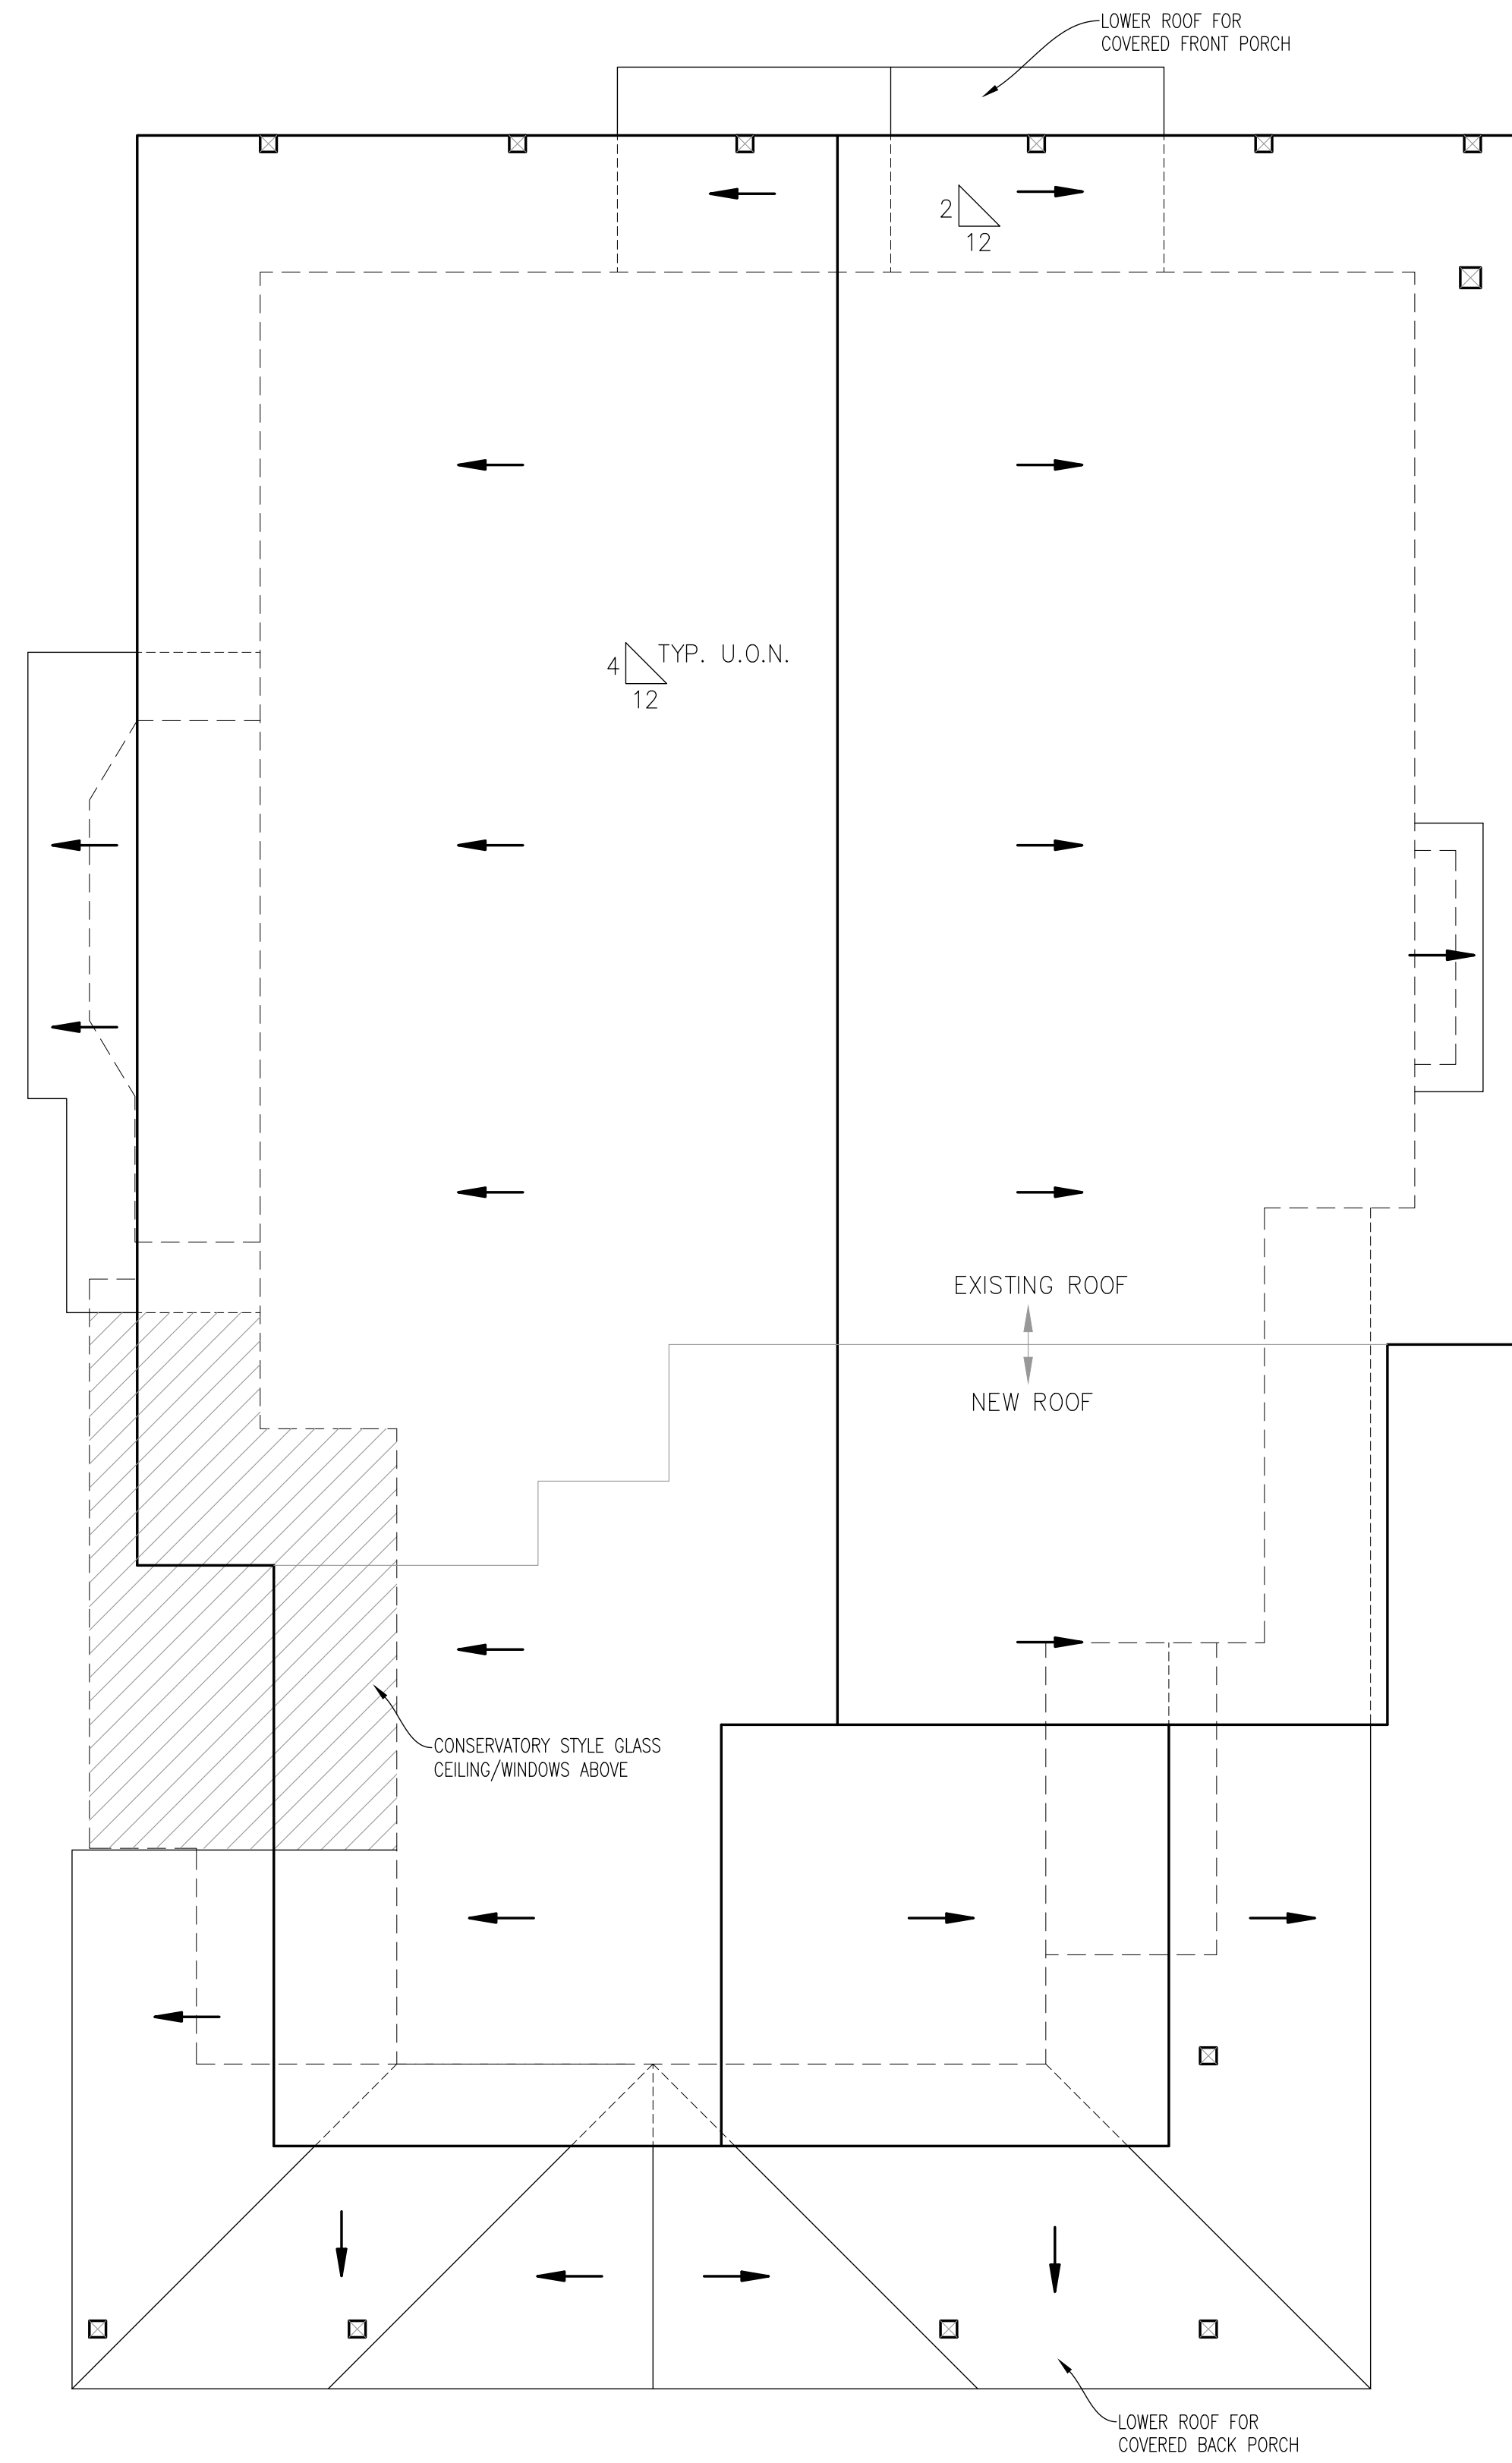 LOWER ROOF FOR
COVERED FRONT PORCH
2
12
4
TYP. U.O.N.
12
EXISTING ROOF
NEW ROOF
CONSERVATORY STYLE GLASS
CEILING/WINDOWS ABOVE
LOWER ROOF FOR
COVERED BACK PORCH